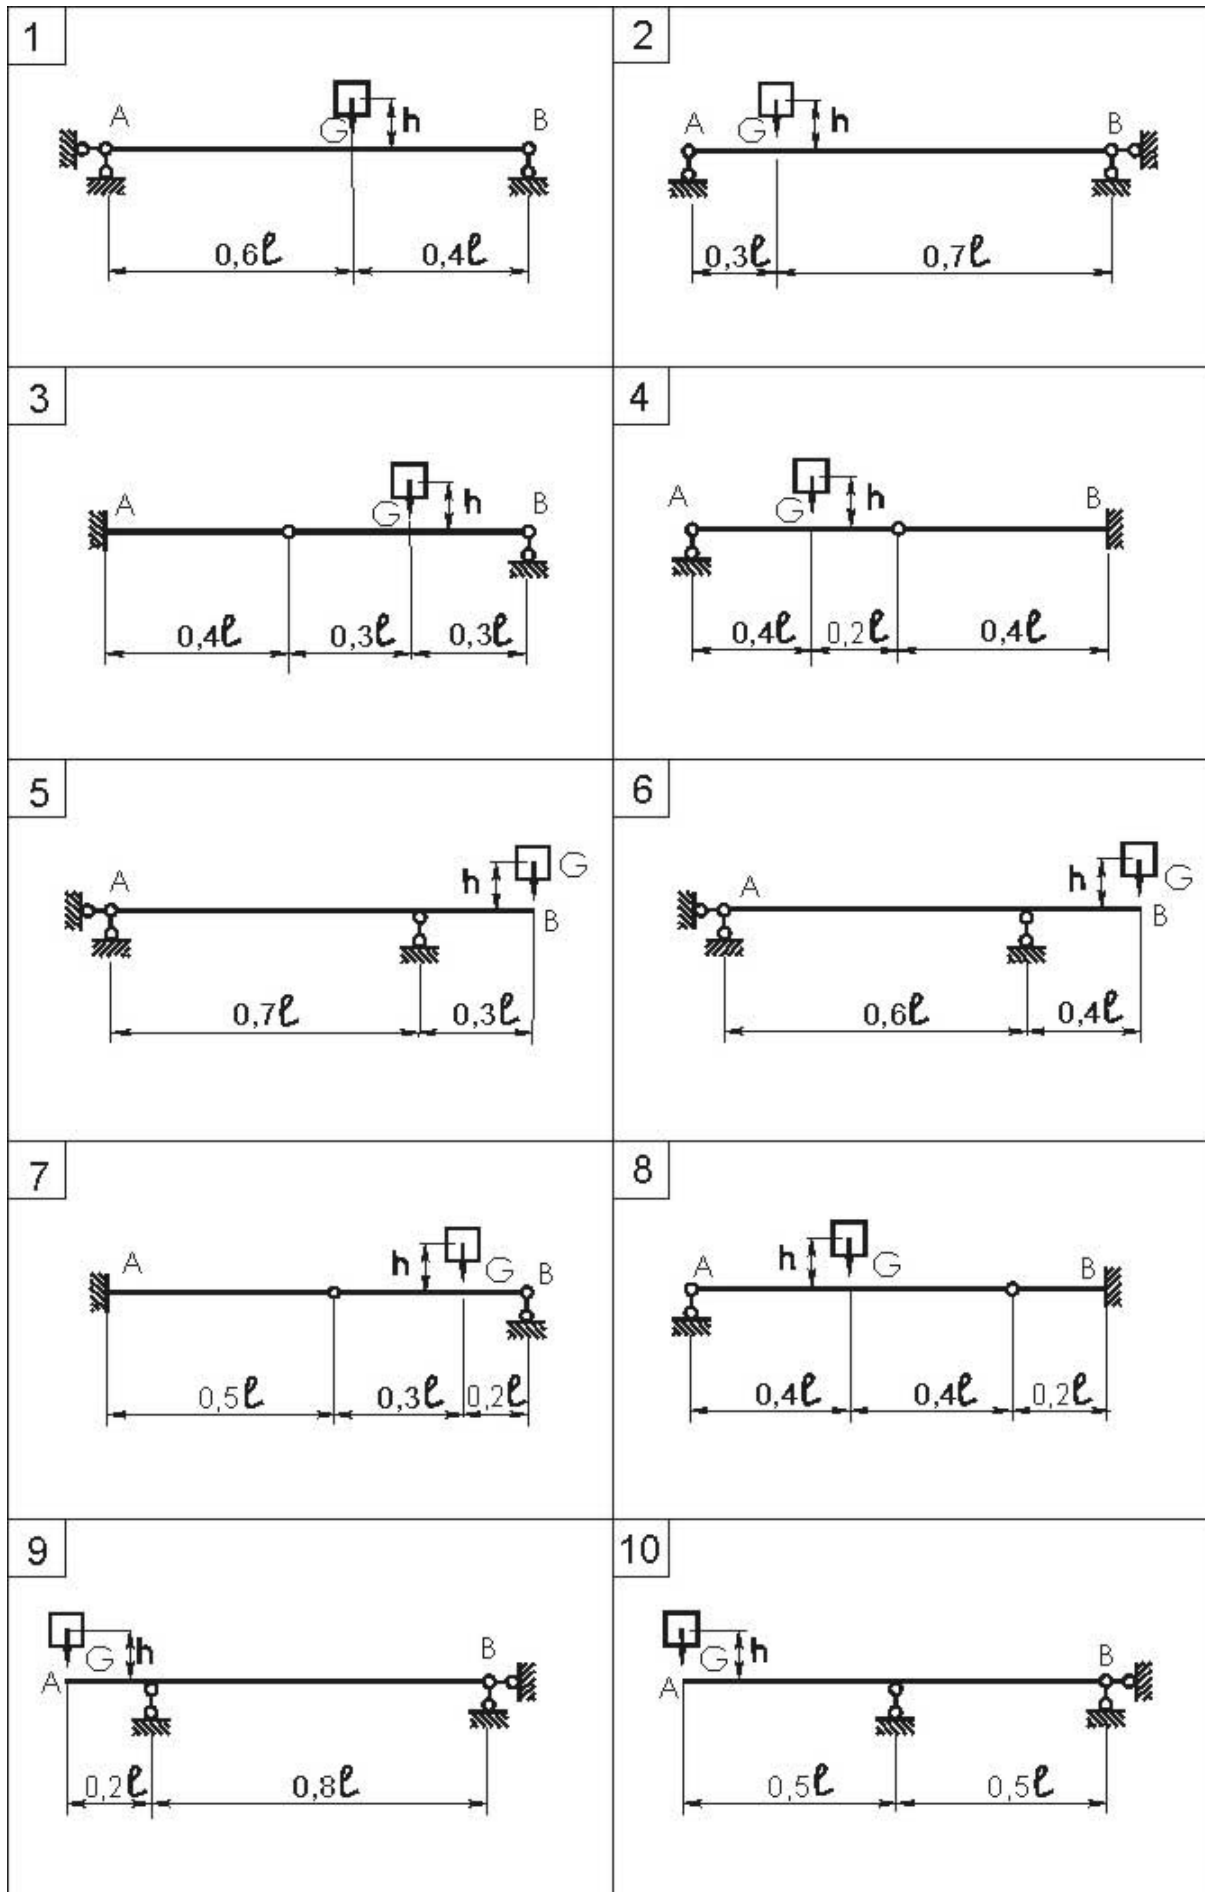 1
G h
A B
0,6ℓ 0,4ℓ
2
G h
A B
0,3ℓ 0,7ℓ
3
G h
A B
0,4ℓ 0,3ℓ 0,3ℓ
4
G h
A B
0,4ℓ 0,2ℓ 0,4ℓ
5
h G
A B
0,7ℓ 0,3ℓ
6
h G
A B
0,6ℓ 0,4ℓ
7
h G
A B
0,5ℓ 0,3ℓ 0,2ℓ
8
h G
A B
0,4ℓ 0,4ℓ 0,2ℓ
9
G h
A B
0,2ℓ 0,8ℓ
10
G h
A B
0,5ℓ 0,5ℓ